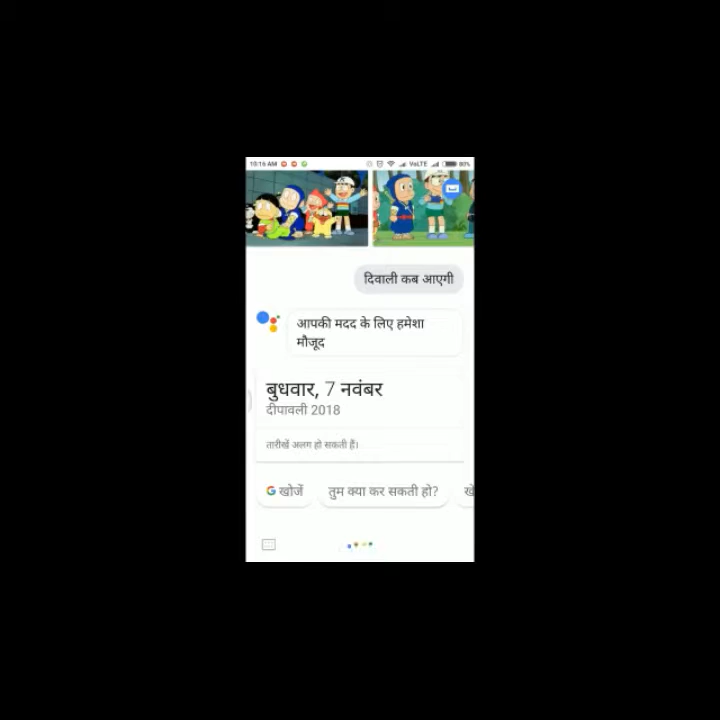 10:16 AM VoLTE 80%
दिवाली कब आएगी
आपकी मदद के लिए हमेशा
मौजूद
बुधवार, 7 नवंबर
दीपावली 2018
तारीखें अलग हो सकती हैं।
G खोजें तुम क्या कर सकती हो?